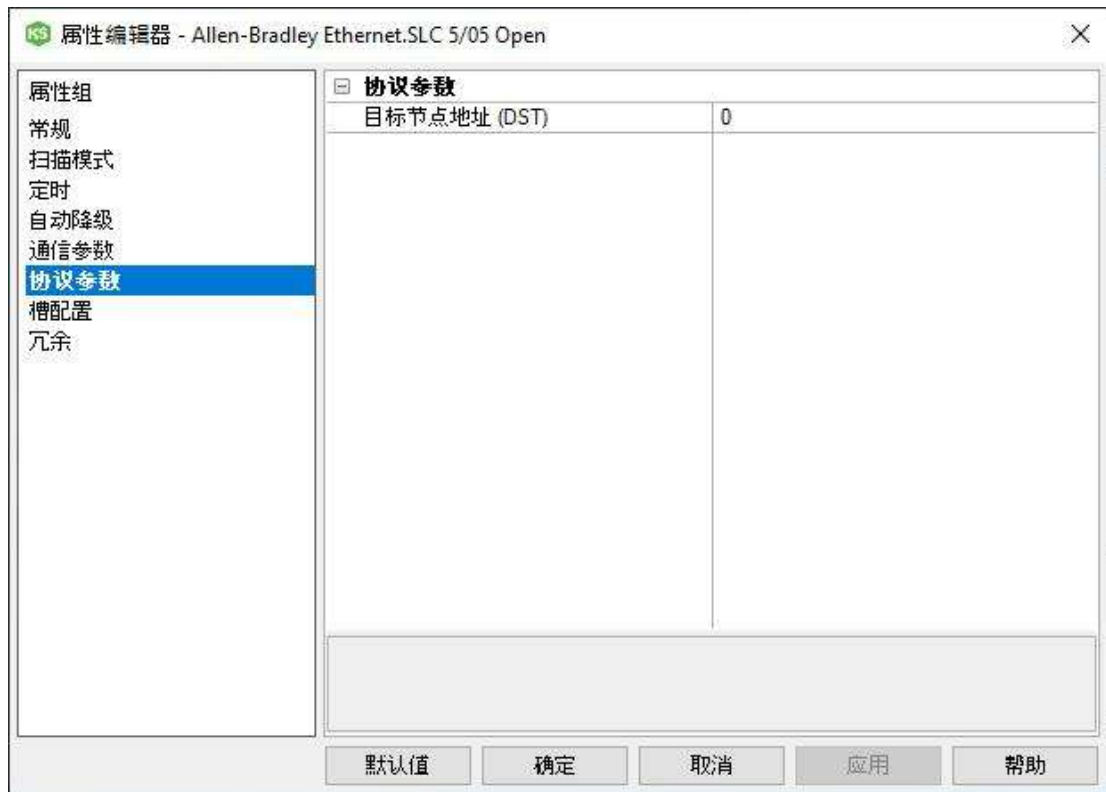 KS 属性编辑器 - Allen-Bradley Ethernet.SLC 5/05 Open
属性组
常规
扫描模式
定时
自动降级
通信参数
协议参数
槽配置
冗余
协议参数
目标节点地址 (DST) 0
默认值 确定 取消 应用 帮助